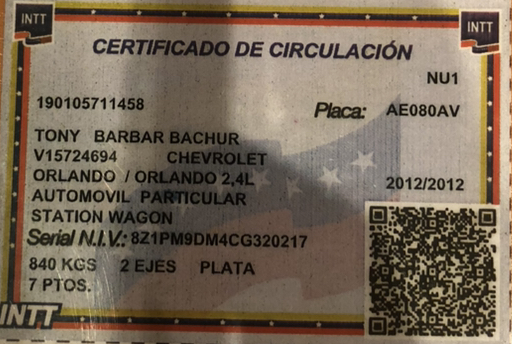 INTT INTT
CERTIFICADO DE CIRCULACIÓN
NU1
190105711458 Placa: AE080AV
TONY BARBAR BACHUR
V15724694 CHEVROLET
ORLANDO / ORLANDO 2,4L 2012/2012
AUTOMOVIL PARTICULAR
STATION WAGON
Serial N.I.V.: 8Z1PM9DM4CG320217
840 KGS 2 EJES PLATA
7 PTOS.
INTT